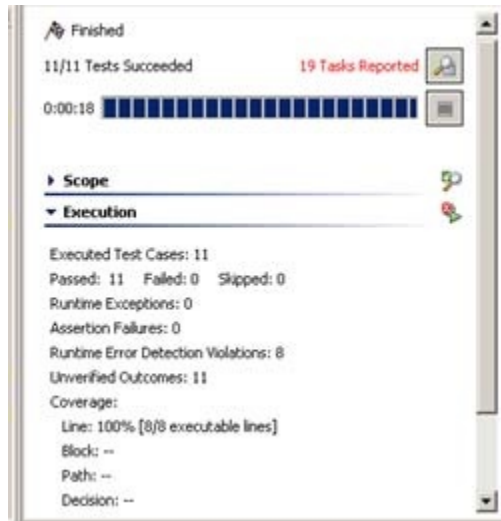 Finished
11/11 Tests Succeeded 19 Tasks Reported
0:00:18
Scope
Execution
Executed Test Cases: 11
Passed: 11 Failed: 0 Skipped: 0
Runtime Exceptions: 0
Assertion Failures: 0
Runtime Error Detection Violations: 8
Unverified Outcomes: 11
Coverage:
Line: 100% [8/8 executable lines]
Block: --
Path: --
Decision: --